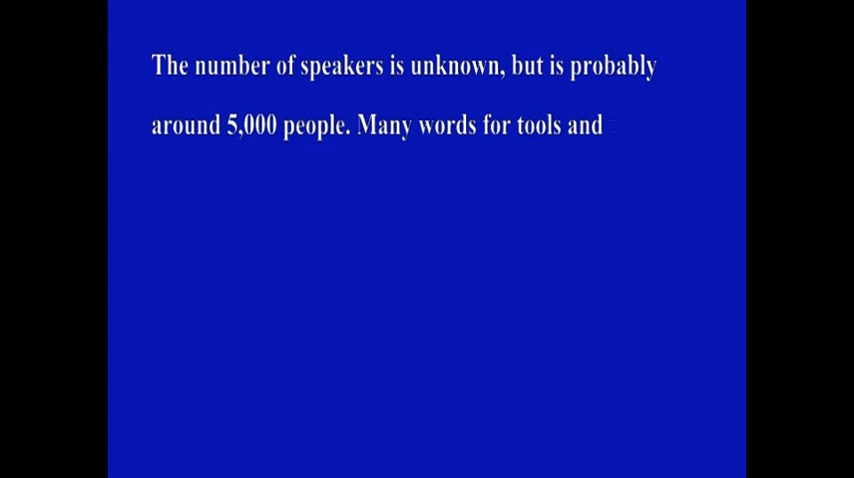 The number of speakers is unknown, but is probably
around 5,000 people. Many words for tools and